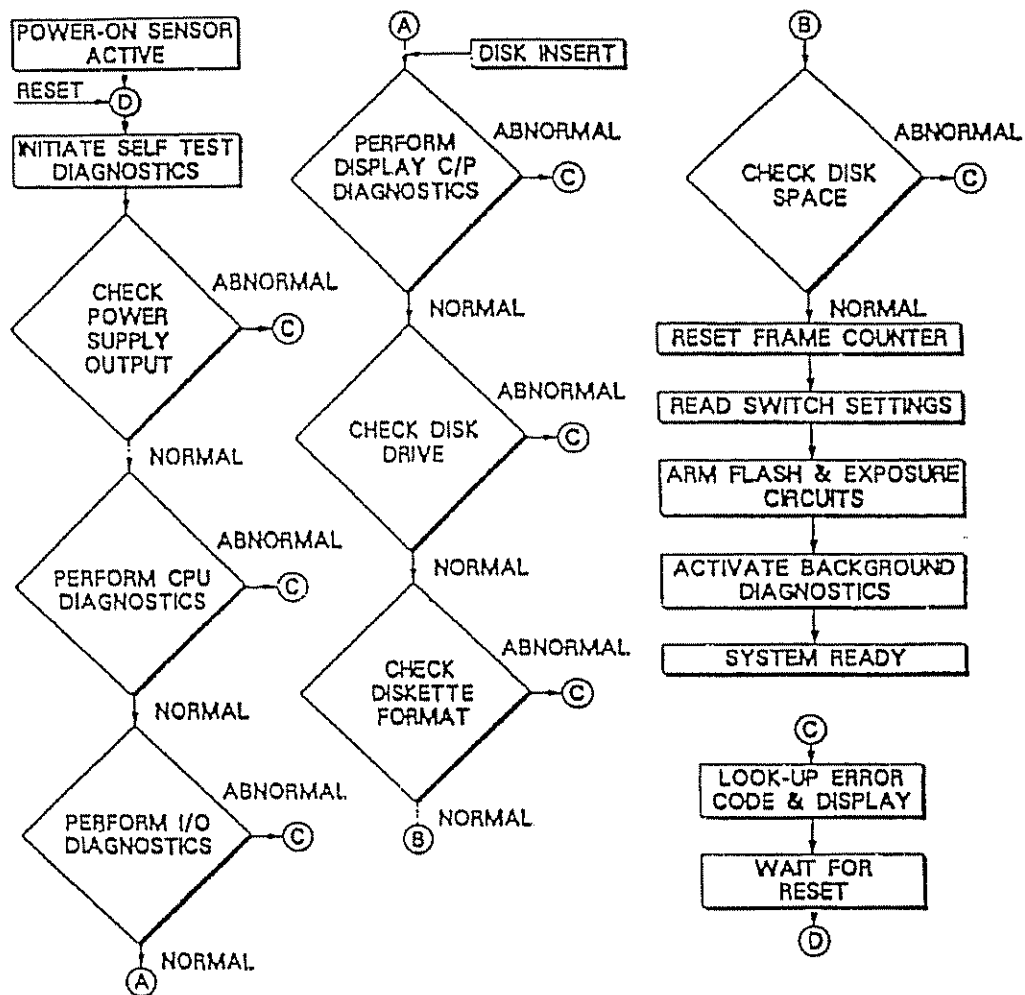 POWER-ON SENSOR
ACTIVE
RESET
D
INITIATE SELF TEST
DIAGNOSTICS
CHECK
POWER
SUPPLY
OUTPUT
ABNORMAL
C
NORMAL
PERFORM CPU
DIAGNOSTICS
ABNORMAL
C
NORMAL
PERFORM I/O
DIAGNOSTICS
ABNORMAL
C
NORMAL
A
A
DISK INSERT
PERFORM
DISPLAY C/P
DIAGNOSTICS
ABNORMAL
C
NORMAL
CHECK DISK
DRIVE
ABNORMAL
C
NORMAL
CHECK
DISKETTE
FORMAT
ABNORMAL
C
NORMAL
B
B
CHECK DISK
SPACE
ABNORMAL
C
NORMAL
RESET FRAME COUNTER
READ SWITCH SETTINGS
ARM FLASH & EXPOSURE
CIRCUITS
ACTIVATE BACKGROUND
DIAGNOSTICS
SYSTEM READY
C
LOOK-UP ERROR
CODE & DISPLAY
WAIT FOR
RESET
D